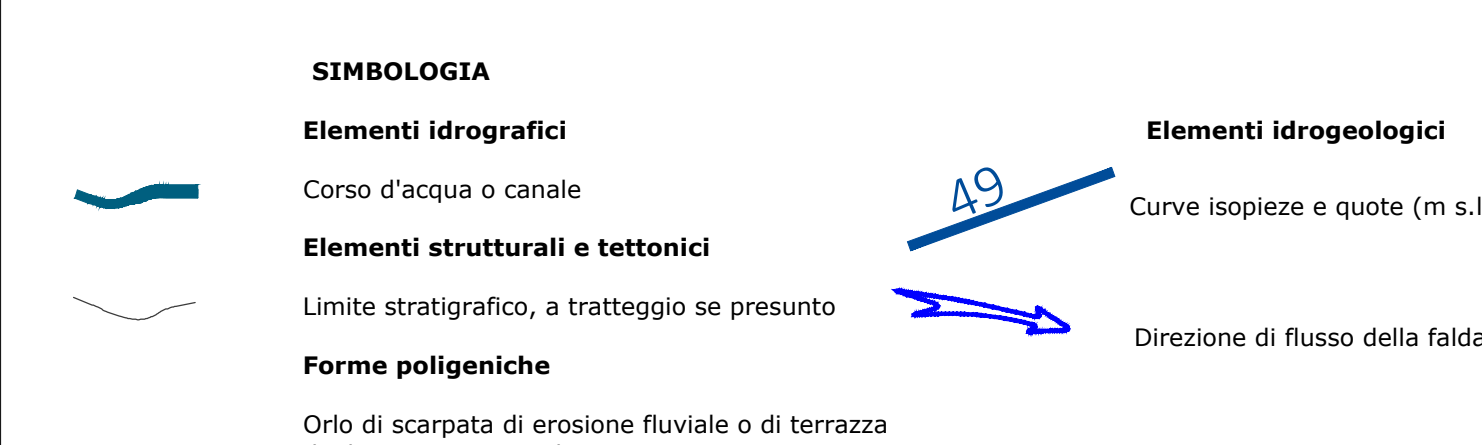 SIMBOLOGIA
Elementi idrografici
Corso d'acqua o canale
Elementi strutturali e tettonici
Limite stratigrafico, a tratteggio se presunto
Forme poligeniche
Orlo di scarpata di erosione fluviale o di terrazza
Elementi idrogeologici
49
Curve isopieze e quote (m s.l
Direzione di flusso della falda